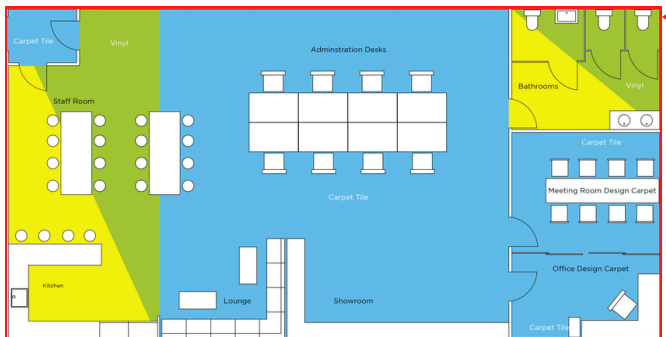 Carpet Tile
Vinyl
Adminstration Desks
Bathrooms
Vinyl
Staff Room
Carpet Tile
Meeting Room Design Carpet
Carpet Tile
Office Design Carpet
Kitchen
Lounge
Showroom
Carpet Tile